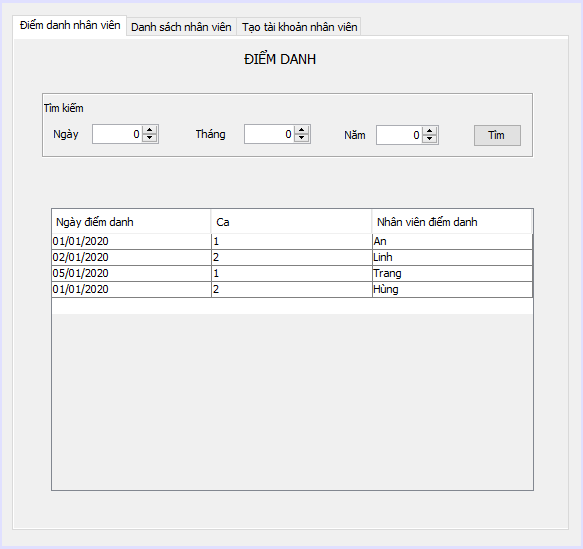 Điểm danh nhân viên Danh sách nhân viên Tạo tài khoản nhân viên
ĐIỂM DANH
Tìm kiếm
Ngày 0 Tháng 0 Năm 0 Tìm
Ngày điểm danh Ca Nhân viên điểm danh
01/01/2020 1 An
02/01/2020 2 Linh
05/01/2020 1 Trang
01/01/2020 2 Hùng